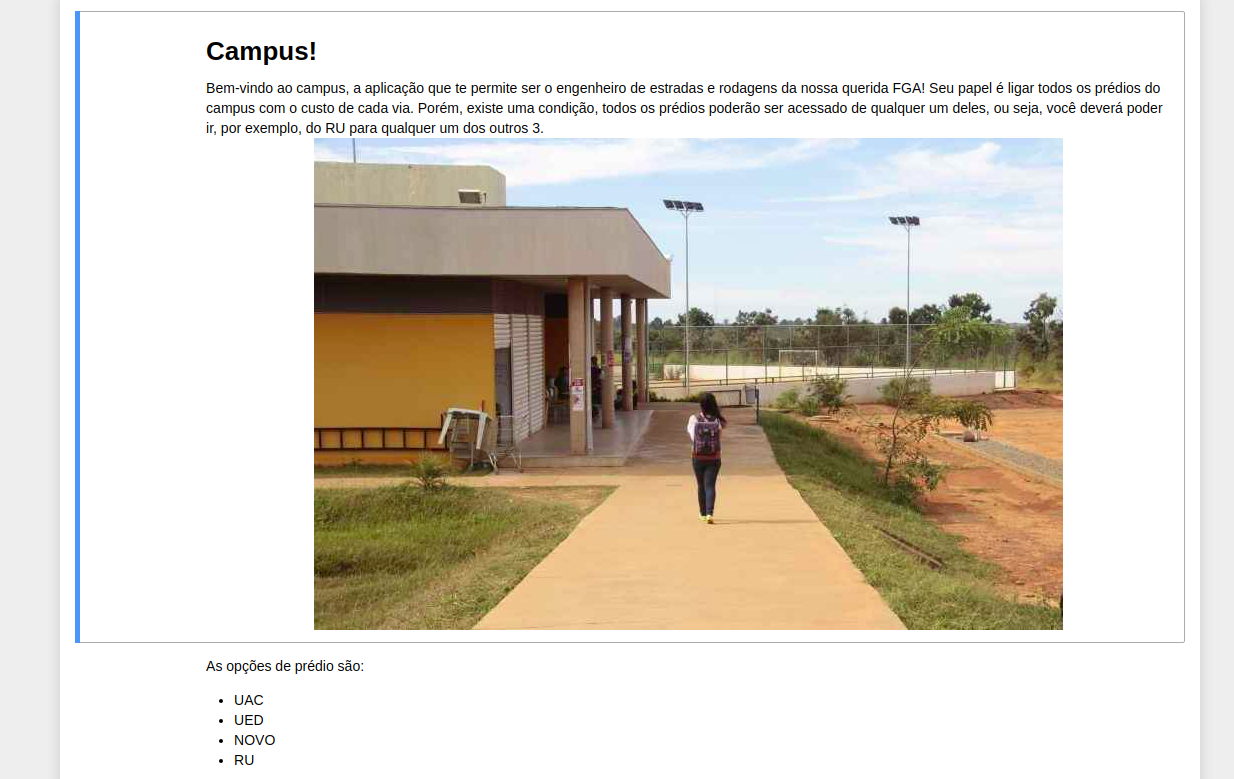 Campus!
Bem-vindo ao campus, a aplicação que te permite ser o engenheiro de estradas e rodagens da nossa querida FGA! Seu papel é ligar todos os prédios do
campus com o custo de cada via. Porém, existe uma condição, todos os prédios poderão ser acessado de qualquer um deles, ou seja, você deverá poder
ir, por exemplo, do RU para qualquer um dos outros 3.
As opções de prédio são:
UAC
UED
NOVO
RU